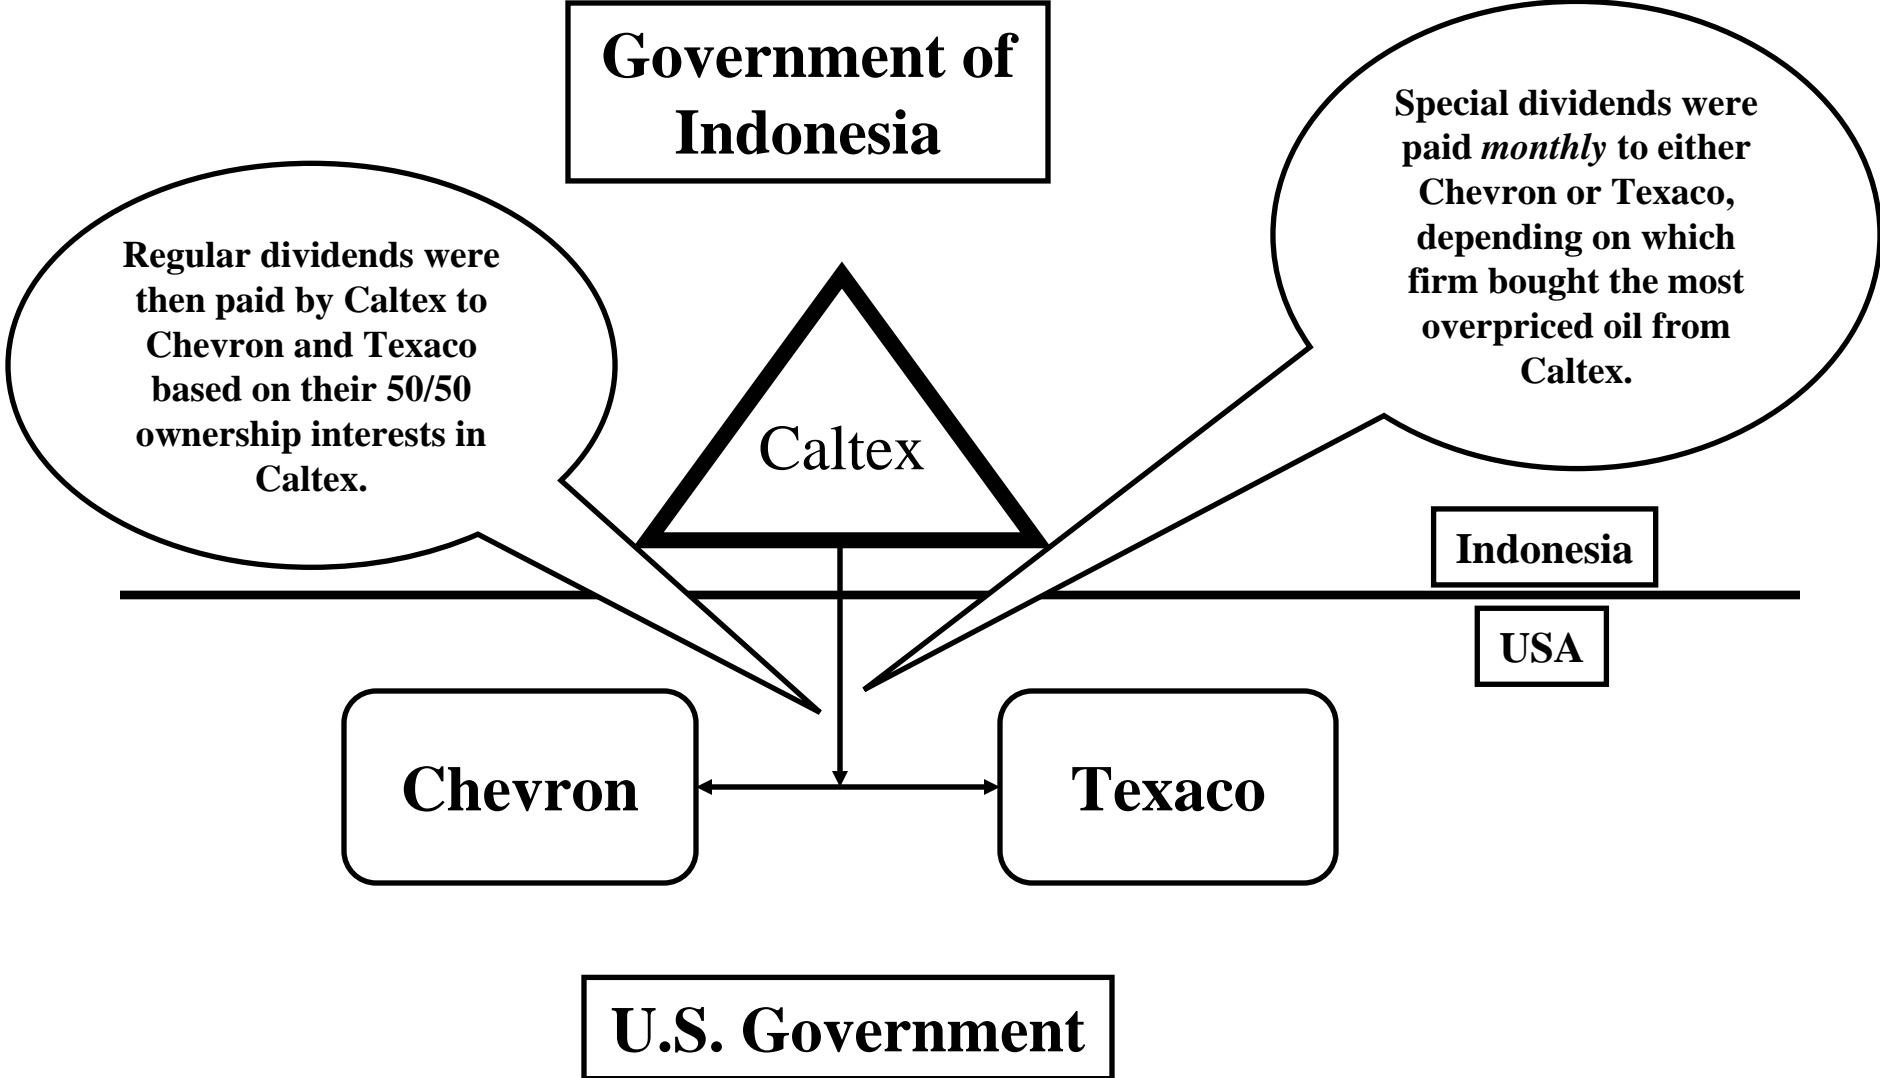 Government of
Indonesia
Special dividends were
paid monthly to either
Chevron or Texaco,
depending on which
firm bought the most
overpriced oil from
Caltex.
Regular dividends were
then paid by Caltex to
Chevron and Texaco
based on their 50/50
ownership interests in
Caltex.
Caltex
Indonesia
USA
Chevron
Texaco
U.S. Government